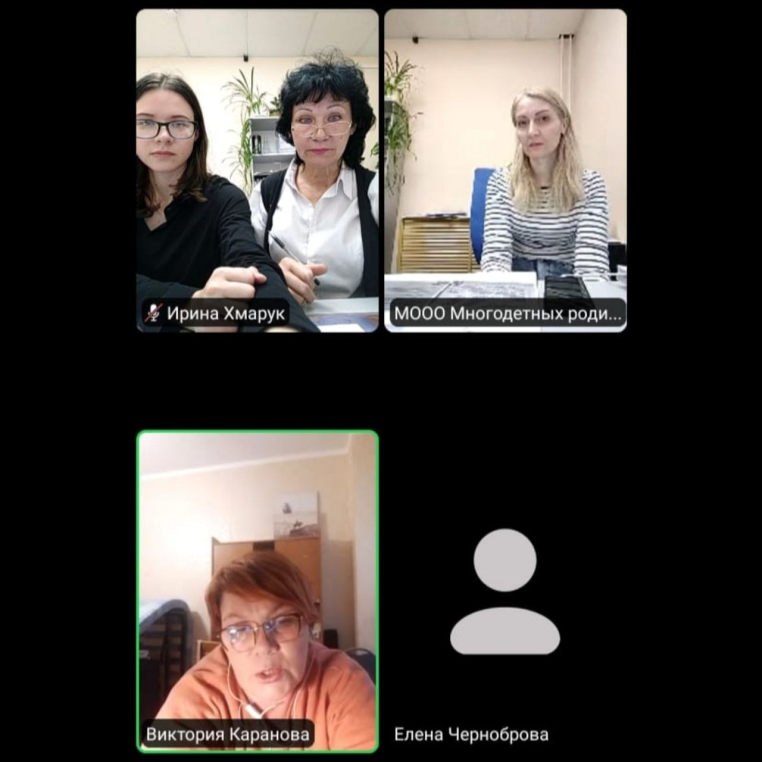 Ирина Хмарук
МООО Многодетных роди...
Виктория Каранова
Елена Черноброва